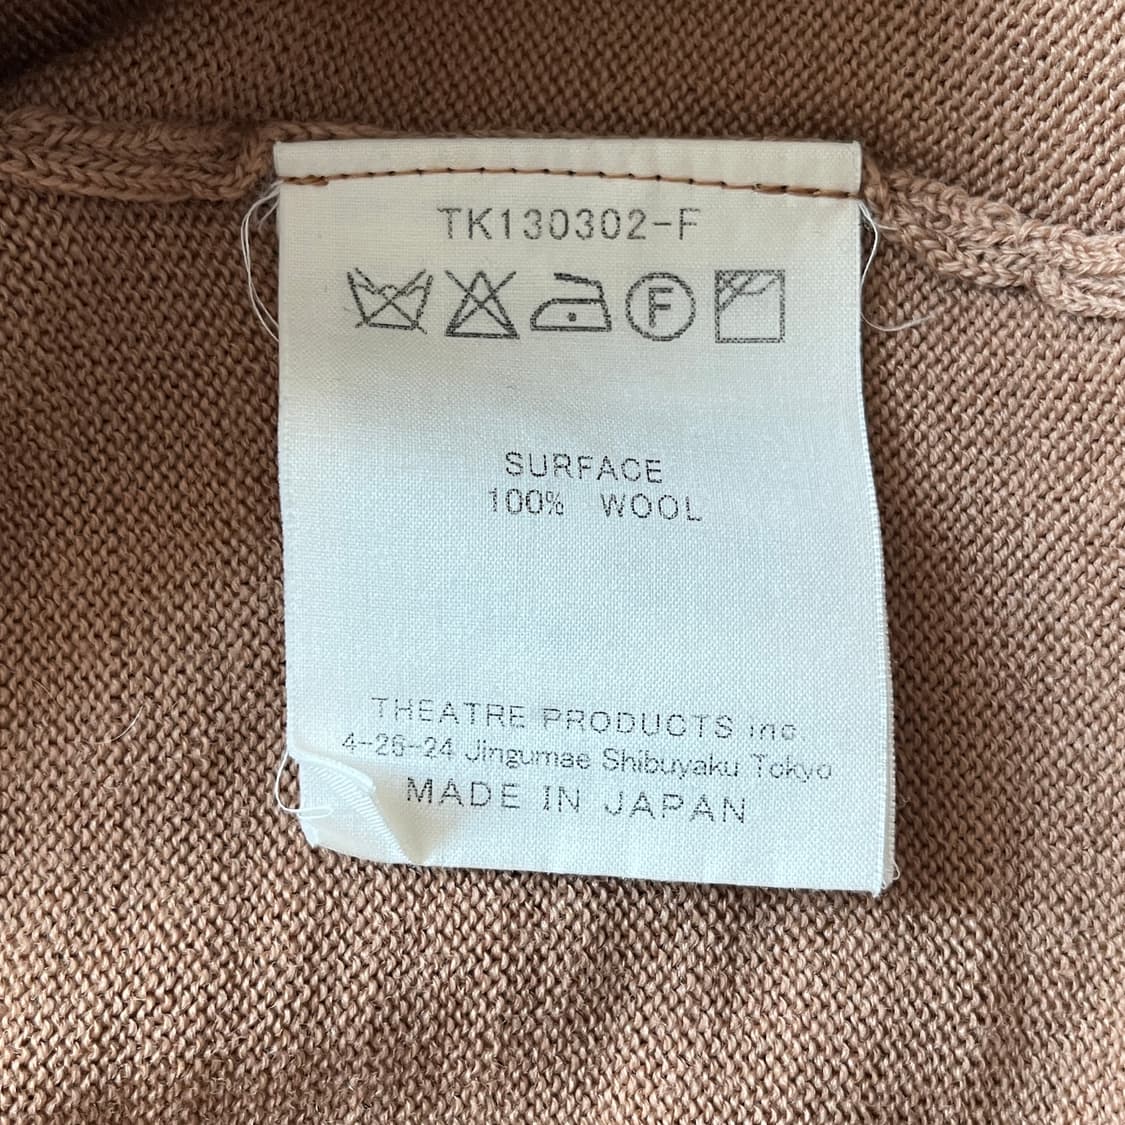 TK130302-F
F
SURFACE
100% WOOL
THEATRE PRODUCTS inc.
4-26-24 Jingumae Shibuyaku Tokyo
MADE IN JAPAN